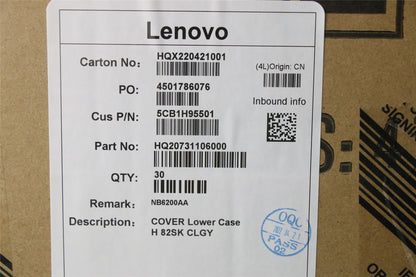 Lenovo
Carton No: HQX220421001
(4L)Origin: CN
PO: 4501786076
Inbound info
Cus P/N: 5CB1H95501
Part No: HQ20731106000
QTY: 30
Remark: NB6200AA
Description: COVER Lower Case
H 82SK CLGY
OQC
PASS
02